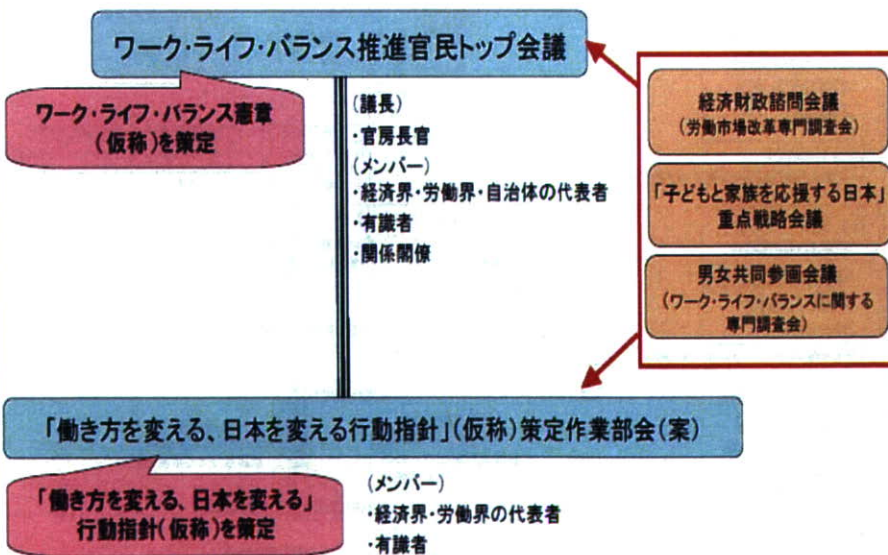 ワーク・ライフ・バランス推進官民トップ会議
ワーク・ライフ・バランス憲章
(仮称)を策定
(議長)
・官房長官
(メンバー)
・経済界・労働界・自治体の代表者
・有識者
・関係閣僚
経済財政諮問会議
(労働市場改革専門調査会)
「子どもと家族を応援する日本」
重点戦略会議
男女共同参画会議
(ワーク・ライフ・バランスに関する
専門調査会)
「働き方を変える、日本を変える行動指針」(仮称)策定作業部会(案)
「働き方を変える、日本を変える」
行動指針(仮称)を策定
(メンバー)
・経済界・労働界の代表者
・有識者